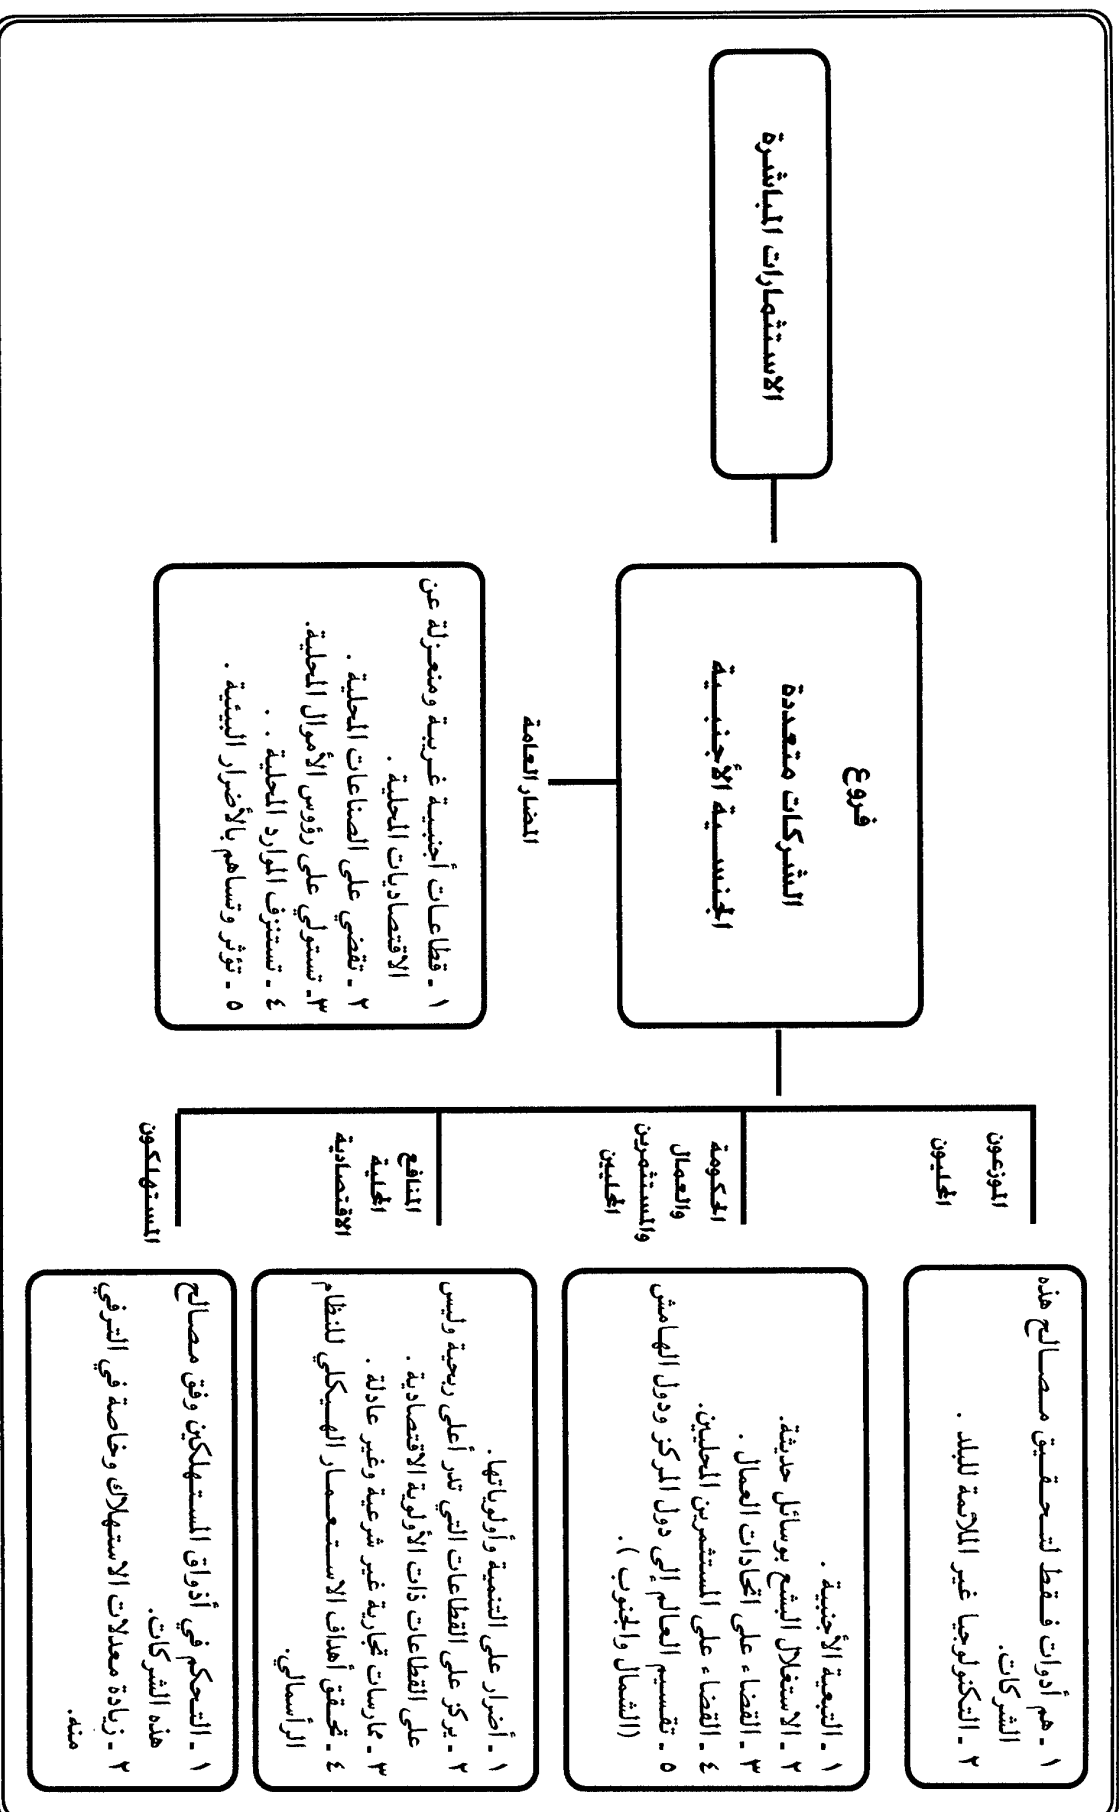 الاستثمارات المباشرة
فروع
الشركات متعددة
الجنسية الأجنبية
المضار العامة
١ - قطاعات أجنبية غريبة ومنعزلة عن
الاقتصاديات المحلية .
٢ - تقضي على الصناعات المحلية .
٣- تستولي على رؤوس الأموال المحلية.
٤ - تستنزف الموارد المحلية . .
٥ - تؤثر وتساهم بالأضرار البيئية .
الموزعون
المحليون
١ - هم أدوات فقط لتحقيق مصالح هذه
الشركات.
٢ - التكنولوجيا غير الملائمة للبلد .
الحكومة
والعمال
والمستثمرين
المحليين
١ - التبعية الأجنبية .
٢ - الاستغلال البشع بوسائل حديثة.
٣ - القضاء على اتحادات العمال .
٤ - القضاء على المستثمرين المحليين.
٥ - تقسيم العالم إلى دول المركز ودول الهامش
(الشمال والجنوب ).
المنافع
المحلية
الاقتصادية
١ - أضرار على التنمية وأولوياتها.
٢ - يركز على القطاعات التي تدر أعلى ربحية وليس
على القطاعات ذات الأولوية الاقتصادية .
٣ - ممارسات تجارية غير شرعية وغير عادلة .
٤ - تحقق أهداف الاستعمار الهيكلي للنظام
الرأسمالي.
المستهلكون
١ - التحكم في أذواق المستهلكين وفق مصالح
هذه الشركات.
٢ - زيادة معدلات الاستهلاك وخاصة في الترفي
منه.